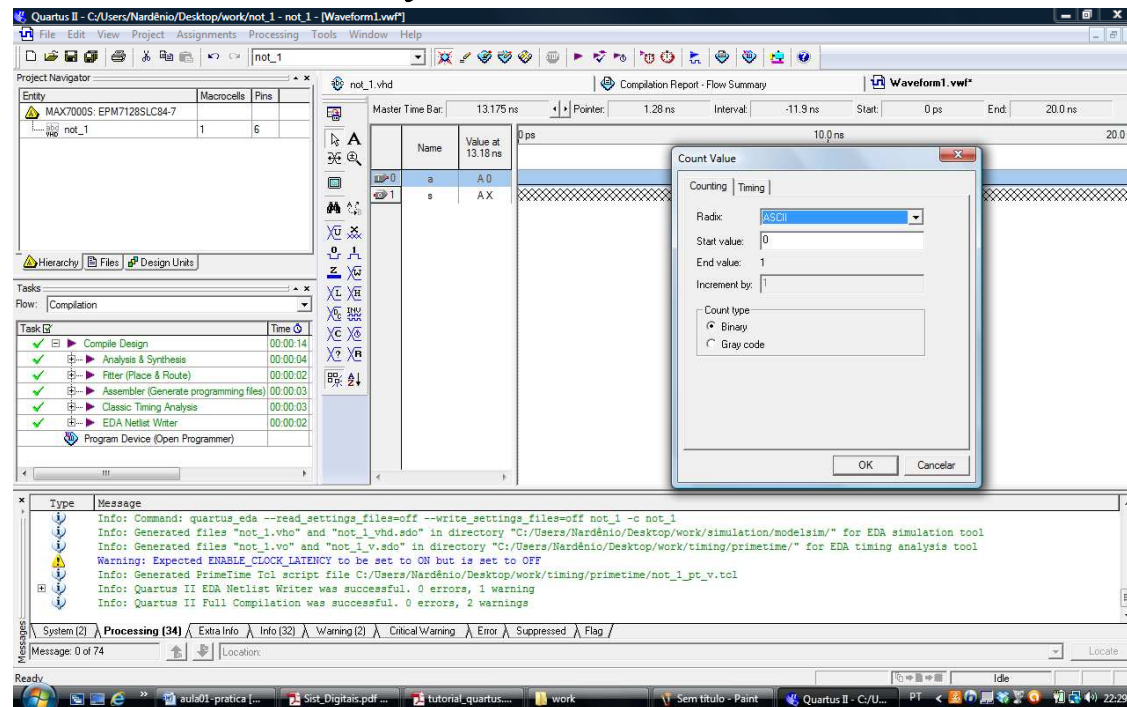 Quartus II - C:/Users/Nardênio/Desktop/work/not_1 - not_1 - [Waveform1.vwf*]
File Edit View Project Assignments Processing Tools Window Help
not_1
Project Navigator
Entity Macrocells Pins
MAX7000S: EPM7128SLC84-7
not_1 1 6
Hierarchy Files Design Units
Tasks
Flow: Compilation
Task Time
Compile Design 00:00:14
Analysis & Synthesis 00:00:04
Fitter (Place & Route) 00:00:02
Assembler (Generate programming files) 00:00:03
Classic Timing Analysis 00:00:03
EDA Netlist Writer 00:00:02
Program Device (Open Programmer)
not_1.vhd Compilation Report - Flow Summary Waveform1.vwf*
Master Time Bar: 13.175 ns Pointer: 1.28 ns Interval: -11.9 ns Start: 0 ps End: 20.0 ns
Name Value at 13.18 ns 0 ps 10.0 ns 20.0
0 a A 0
1 s A X
Count Value
Counting Timing
Radix: ASCII
Start value: 0
End value: 1
Increment by: 1
Count type
Binary
Gray code
OK Cancelar
Type Message
Info: Command: quartus_eda --read_settings_files=off --write_settings_files=off not_1 -c not_1
Info: Generated files "not_1.vho" and "not_1_vhd.sdo" in directory "C:/Users/Nardênio/Desktop/work/simulation/modelsim/" for EDA simulation tool
Info: Generated files "not_1.vo" and "not_1_v.sdo" in directory "C:/Users/Nardênio/Desktop/work/timing/primetime/" for EDA timing analysis tool
Warning: Expected ENABLE_CLOCK_LATENCY to be set to ON but is set to OFF
Info: Generated PrimeTime Tcl script file C:/Users/Nardênio/Desktop/work/timing/primetime/not_1_pt_v.tcl
Info: Quartus II EDA Netlist Writer was successful. 0 errors, 1 warning
Info: Quartus II Full Compilation was successful. 0 errors, 2 warnings
System (2) Processing (34) Extra Info Info (32) Warning (2) Critical Warning Error Suppressed Flag
Messages
Message: 0 of 74 Location: Locate
Ready Idle
aula01-pratica [... Sist_Digitais.pdf ... tutorial_quartus.... work Sem título - Paint Quartus II - C:/U... PT 22:29